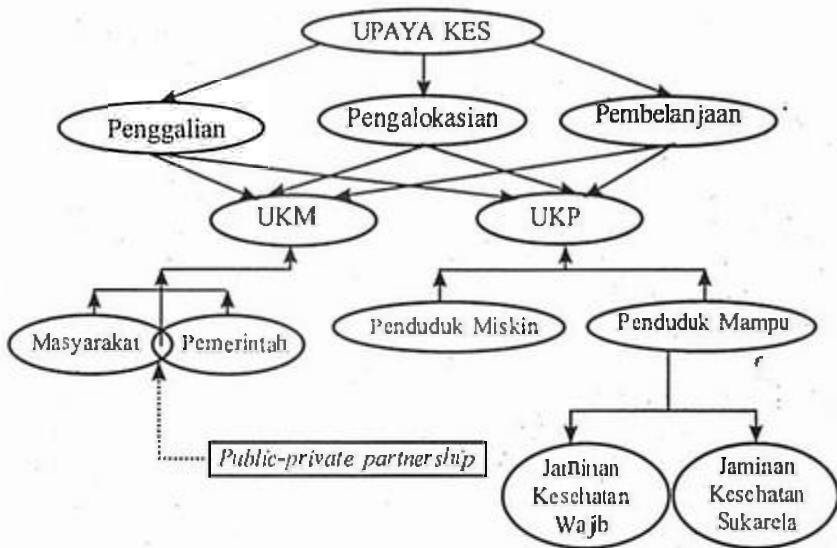 UPAYA KES
Penggalian
Pengalokasian
Pembelanjaan
UKM
UKP
Masyarakat
Pemerintah
Penduduk Miskin
Penduduk Mampu
Public-private partnership
Jaminan
Kesehatan
Wajib
Jaminan
Kesehatan
Sukarela